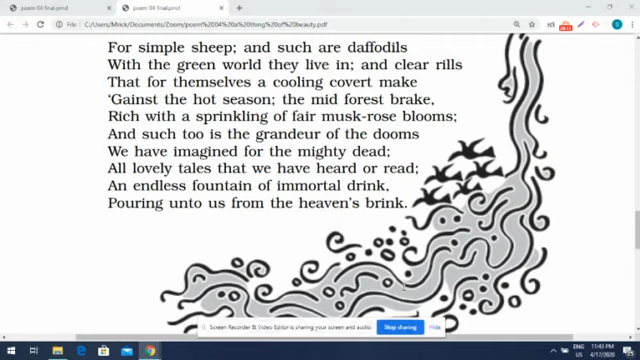 poem 04 final.pmd
poem 04 final.pmd
File | C:/Users/Mnick/Documents/Zoom/poem%2004%20a%20thing%20of%20beauty.pdf
For simple sheep; and such are daffodils
With the green world they live in; and clear rills
That for themselves a cooling covert make
‘Gainst the hot season; the mid forest brake,
Rich with a sprinkling of fair musk-rose blooms;
And such too is the grandeur of the dooms
We have imagined for the mighty dead;
All lovely tales that we have heard or read;
An endless fountain of immortal drink,
Pouring unto us from the heaven’s brink.
Screen Recorder & Video Editor is sharing your screen and audio.
Stop sharing
Hide
ENG
US
11:43 PM
4/17/2020